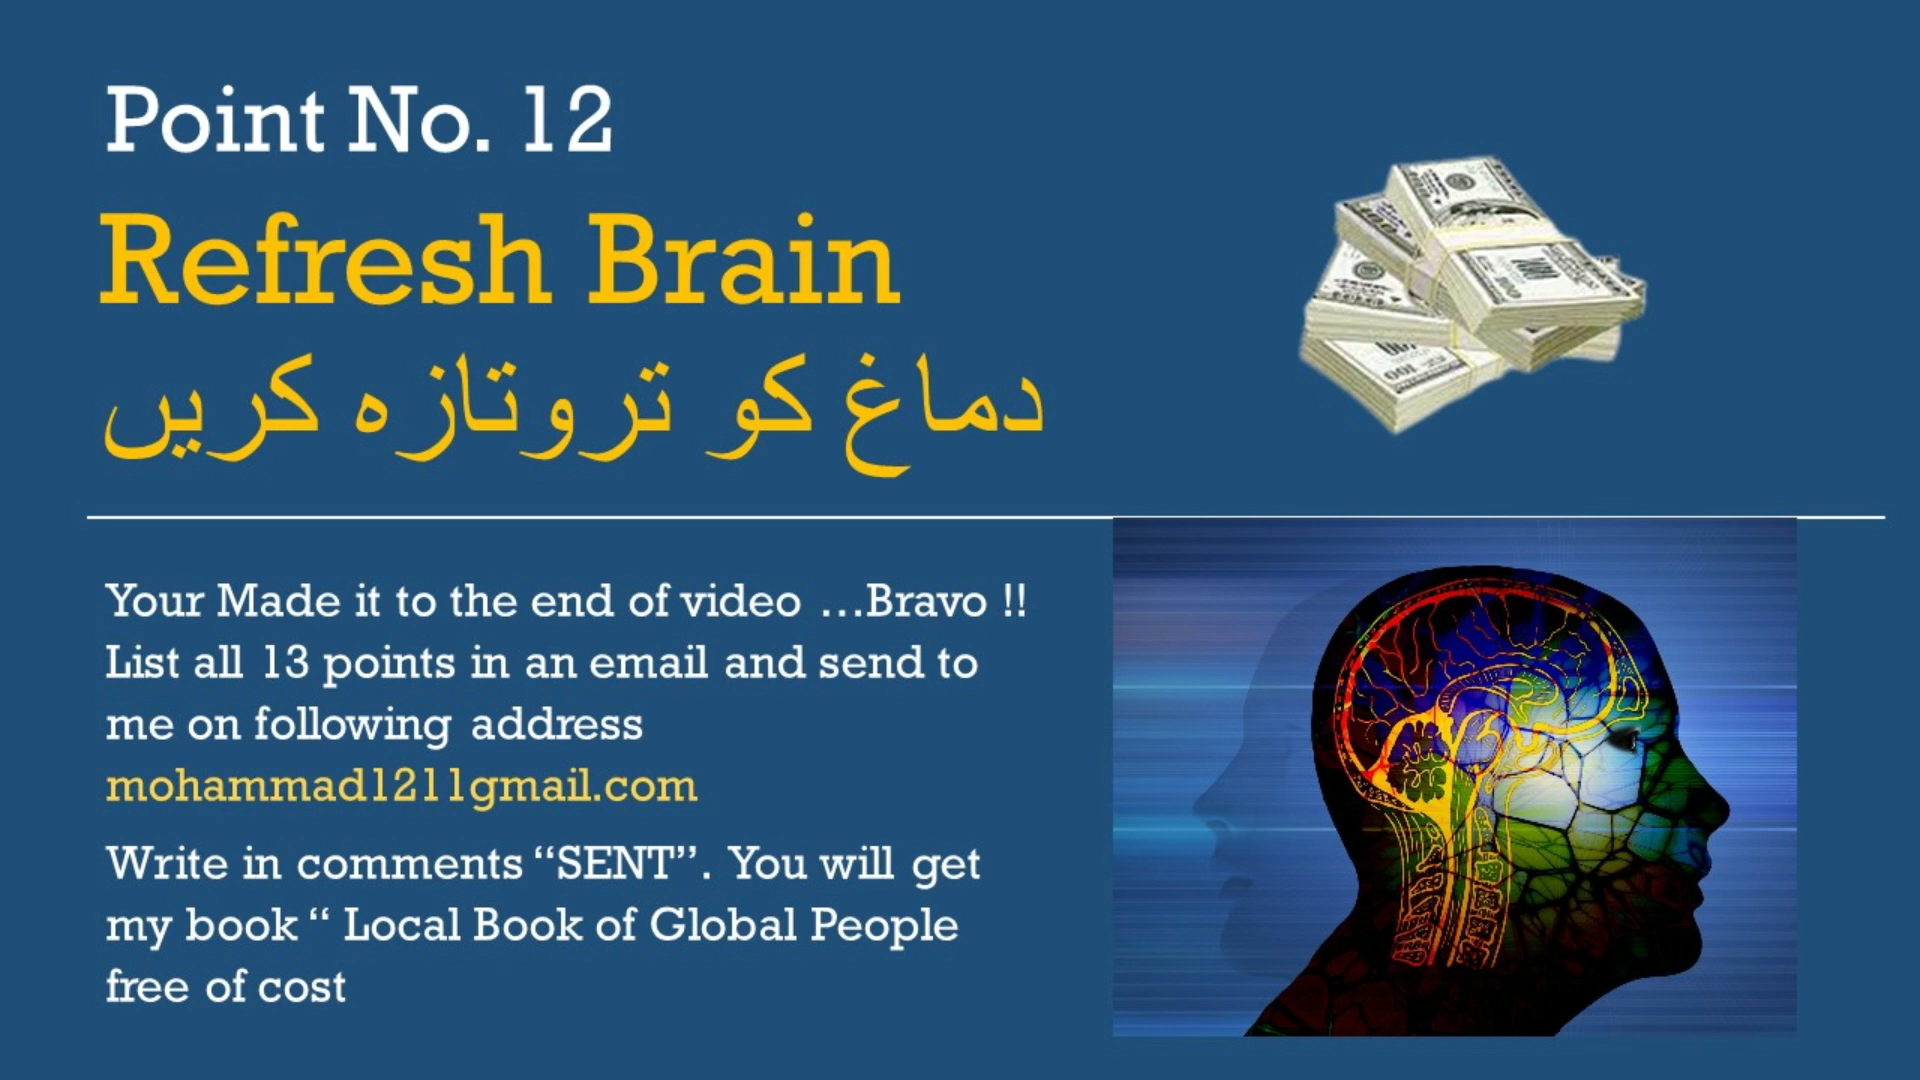 Point No. 12
Refresh Brain
دماغ کو تروتازہ کریں
Your Made it to the end of video ...Bravo !!
List all 13 points in an email and send to
me on following address
mohammad1211gmail.com
Write in comments “SENT”. You will get
my book “ Local Book of Global People
free of cost
100
100